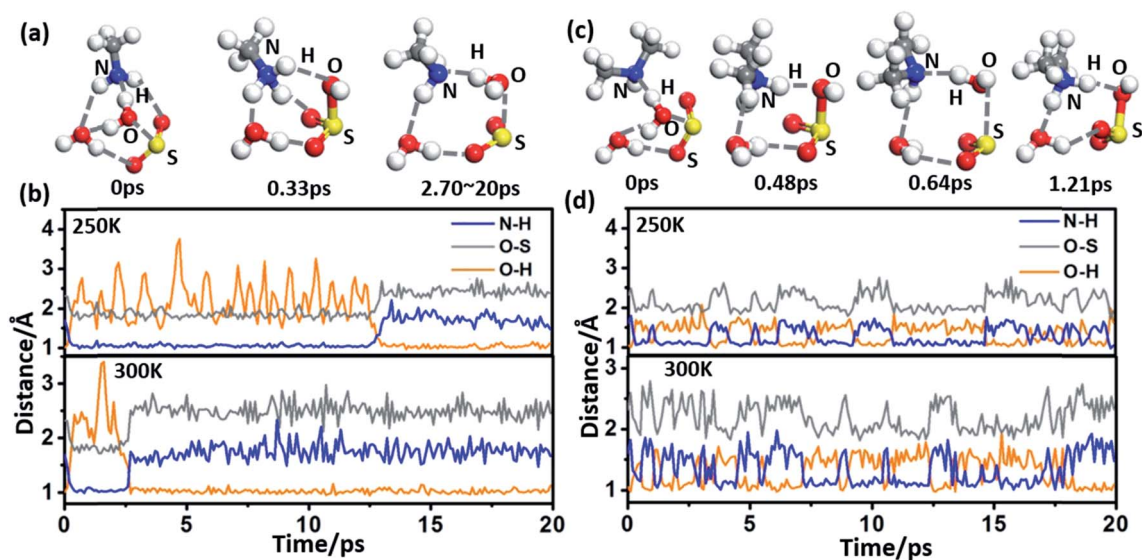 (a)
N
H
O
S
N
H
O
S
N
H
O
S
0ps
0.33ps
2.70~20ps
(c)
N
H
O
S
N
H
O
S
N
H
O
S
N
H
O
S
0ps
0.48ps
0.64ps
1.21ps
(b)
250K
N-H
O-S
O-H
4
3
2
1
300K
3
2
1
Distance/Å
0 5 10 15 20
Time/ps
(d)
250K
N-H
O-S
O-H
4
3
2
1
300K
3
2
1
Distance/Å
0 5 10 15 20
Time/ps